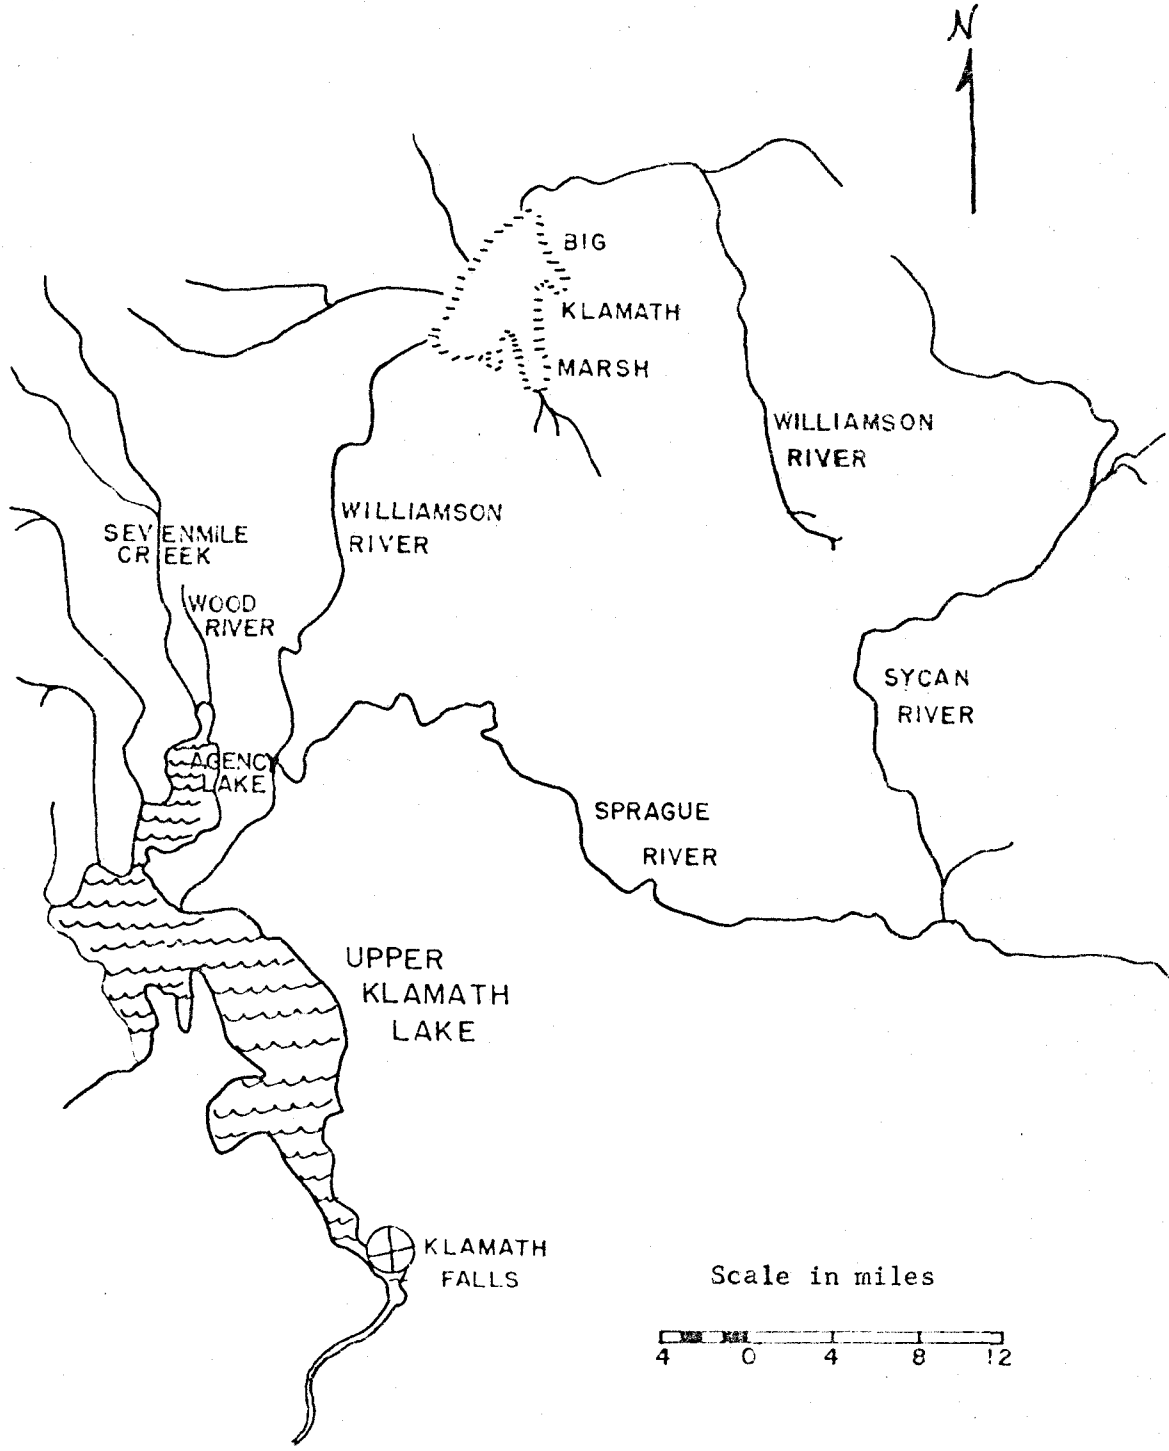 N
BIG
KLAMATH
MARSH
WILLIAMSON
RIVER
WILLIAMSON
RIVER
SEVENMILE
CREEK
WOOD
RIVER
SYCAN
RIVER
AGENCY
LAKE
SPRAGUE
RIVER
UPPER
KLAMATH
LAKE
KLAMATH
FALLS
Scale in miles
4 0 4 8 12